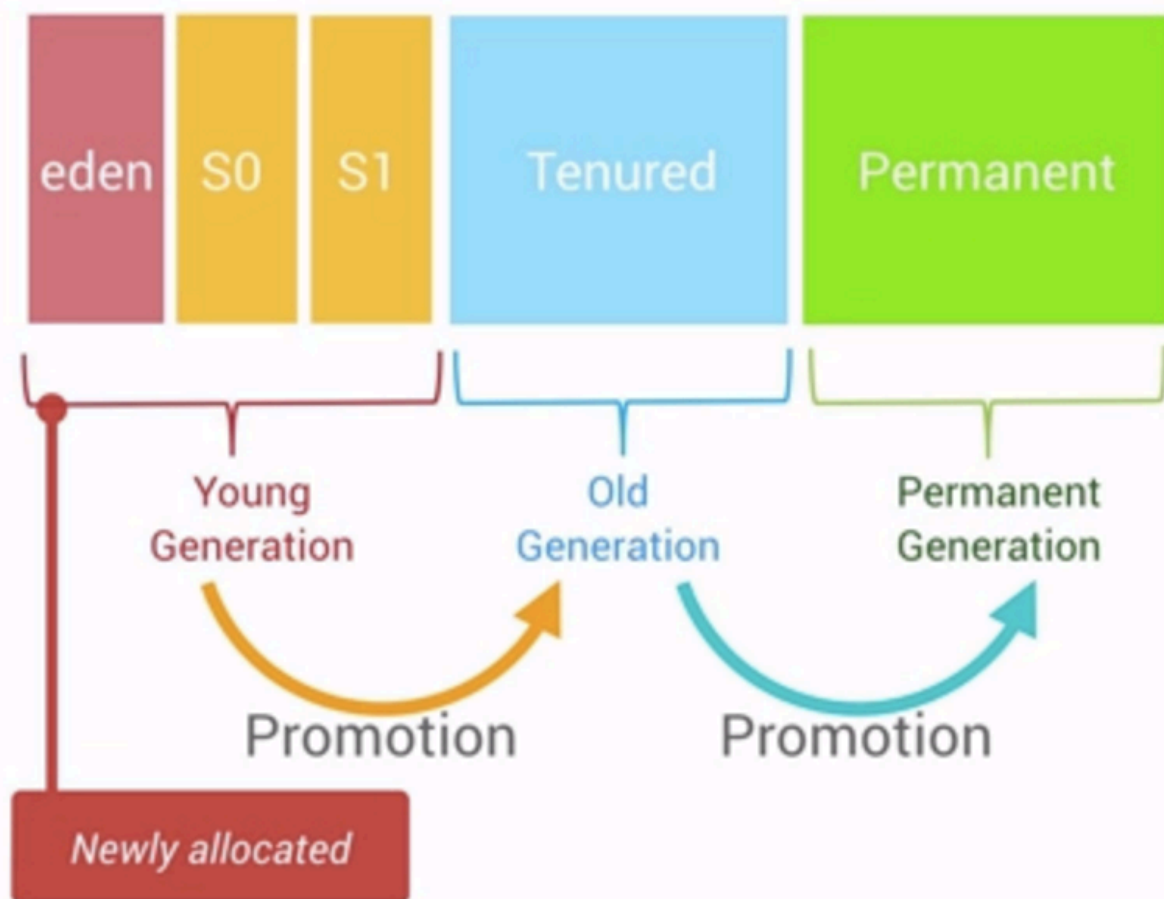 eden
S0
S1
Tenured
Permanent
Young
Generation
Old
Generation
Permanent
Generation
Promotion
Promotion
Newly allocated